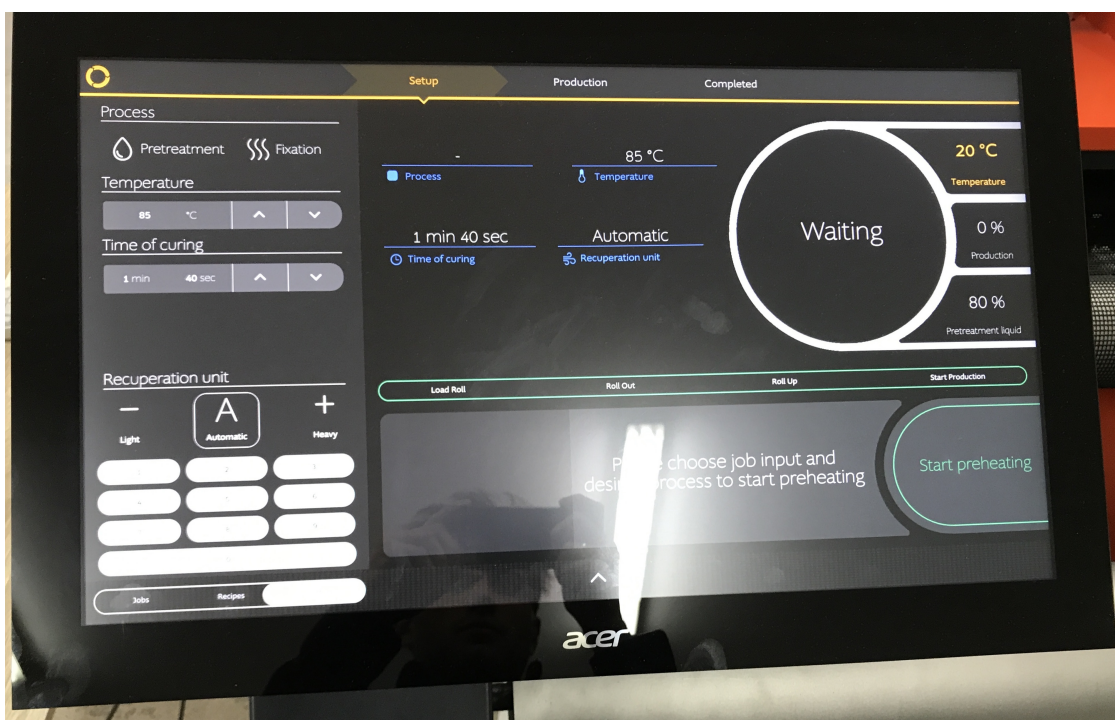 Setup
Production
Completed
Process
Pretreatment
Fixation
Temperature
85 °C
Time of curing
1 min 40 sec
Recuperation unit
Light
A
Automatic
Heavy
1
2
Jobs
Recipes
-
Process
85 °C
Temperature
1 min 40 sec
Time of curing
Automatic
Recuperation unit
Waiting
20 °C
Temperature
0 %
Production
80 %
Pretreatment liquid
Load Roll
Roll Out
Roll Up
Start Production
choose job input and
to start preheating
Start preheating
acer